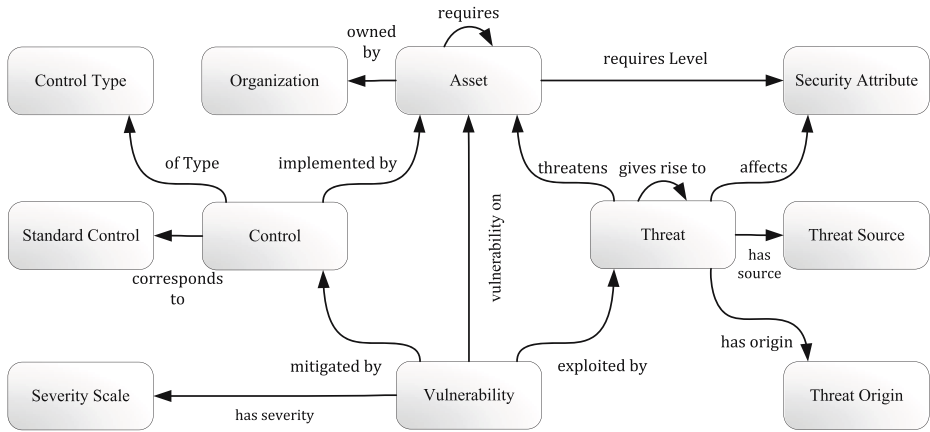 requires
owned
by
Control Type
Organization
Asset
requires Level
Security Attribute
of Type
implemented by
threatens
gives rise to
affects
Standard Control
Control
vulnerability on
Threat
Threat Source
has
source
corresponds
to
has origin
mitigated by
exploited by
Severity Scale
has severity
Vulnerability
Threat Origin